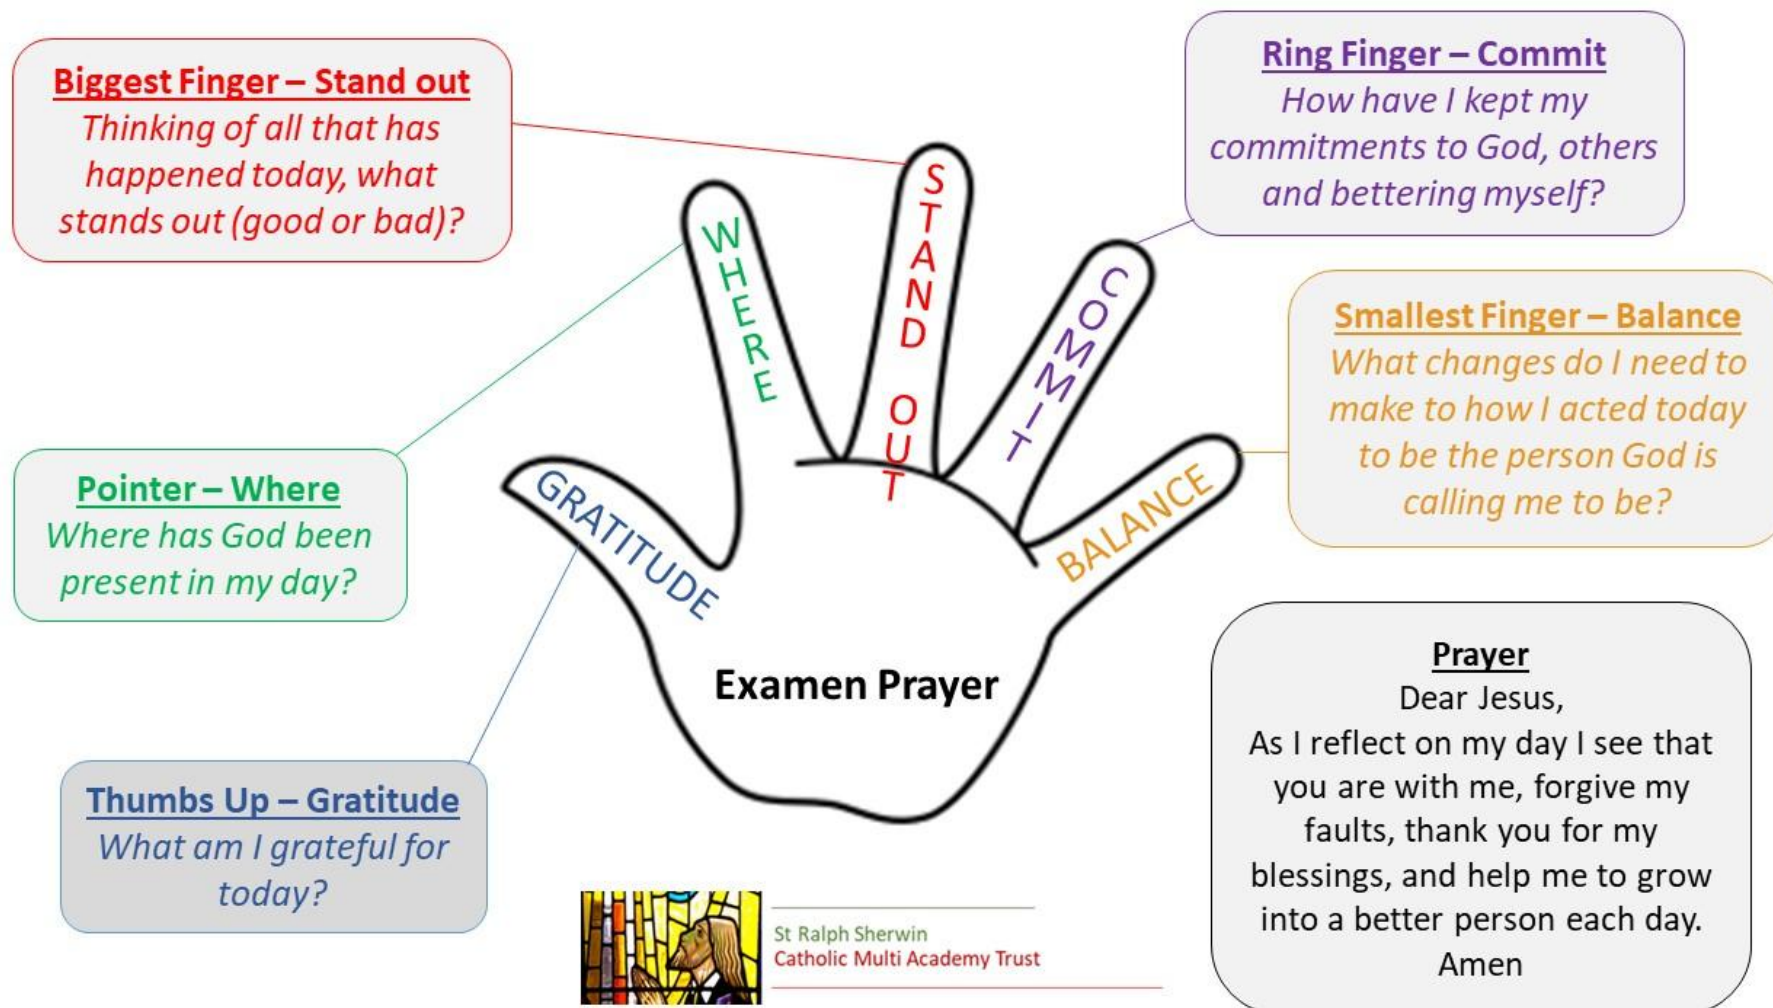 Biggest Finger – Stand out
Thinking of all that has
happened today, what
stands out (good or bad)?
Ring Finger – Commit
How have I kept my
commitments to God, others
and bettering myself?
Smallest Finger – Balance
What changes do I need to
make to how I acted today
to be the person God is
calling me to be?
Pointer – Where
Where has God been
present in my day?
Thumbs Up – Gratitude
What am I grateful for
today?
GRATITUDE
WHERE
STAND OUT
COMMIT
BALANCE
Examen Prayer
Prayer
Dear Jesus,
As I reflect on my day I see that
you are with me, forgive my
faults, thank you for my
blessings, and help me to grow
into a better person each day.
Amen
St Ralph Sherwin
Catholic Multi Academy Trust